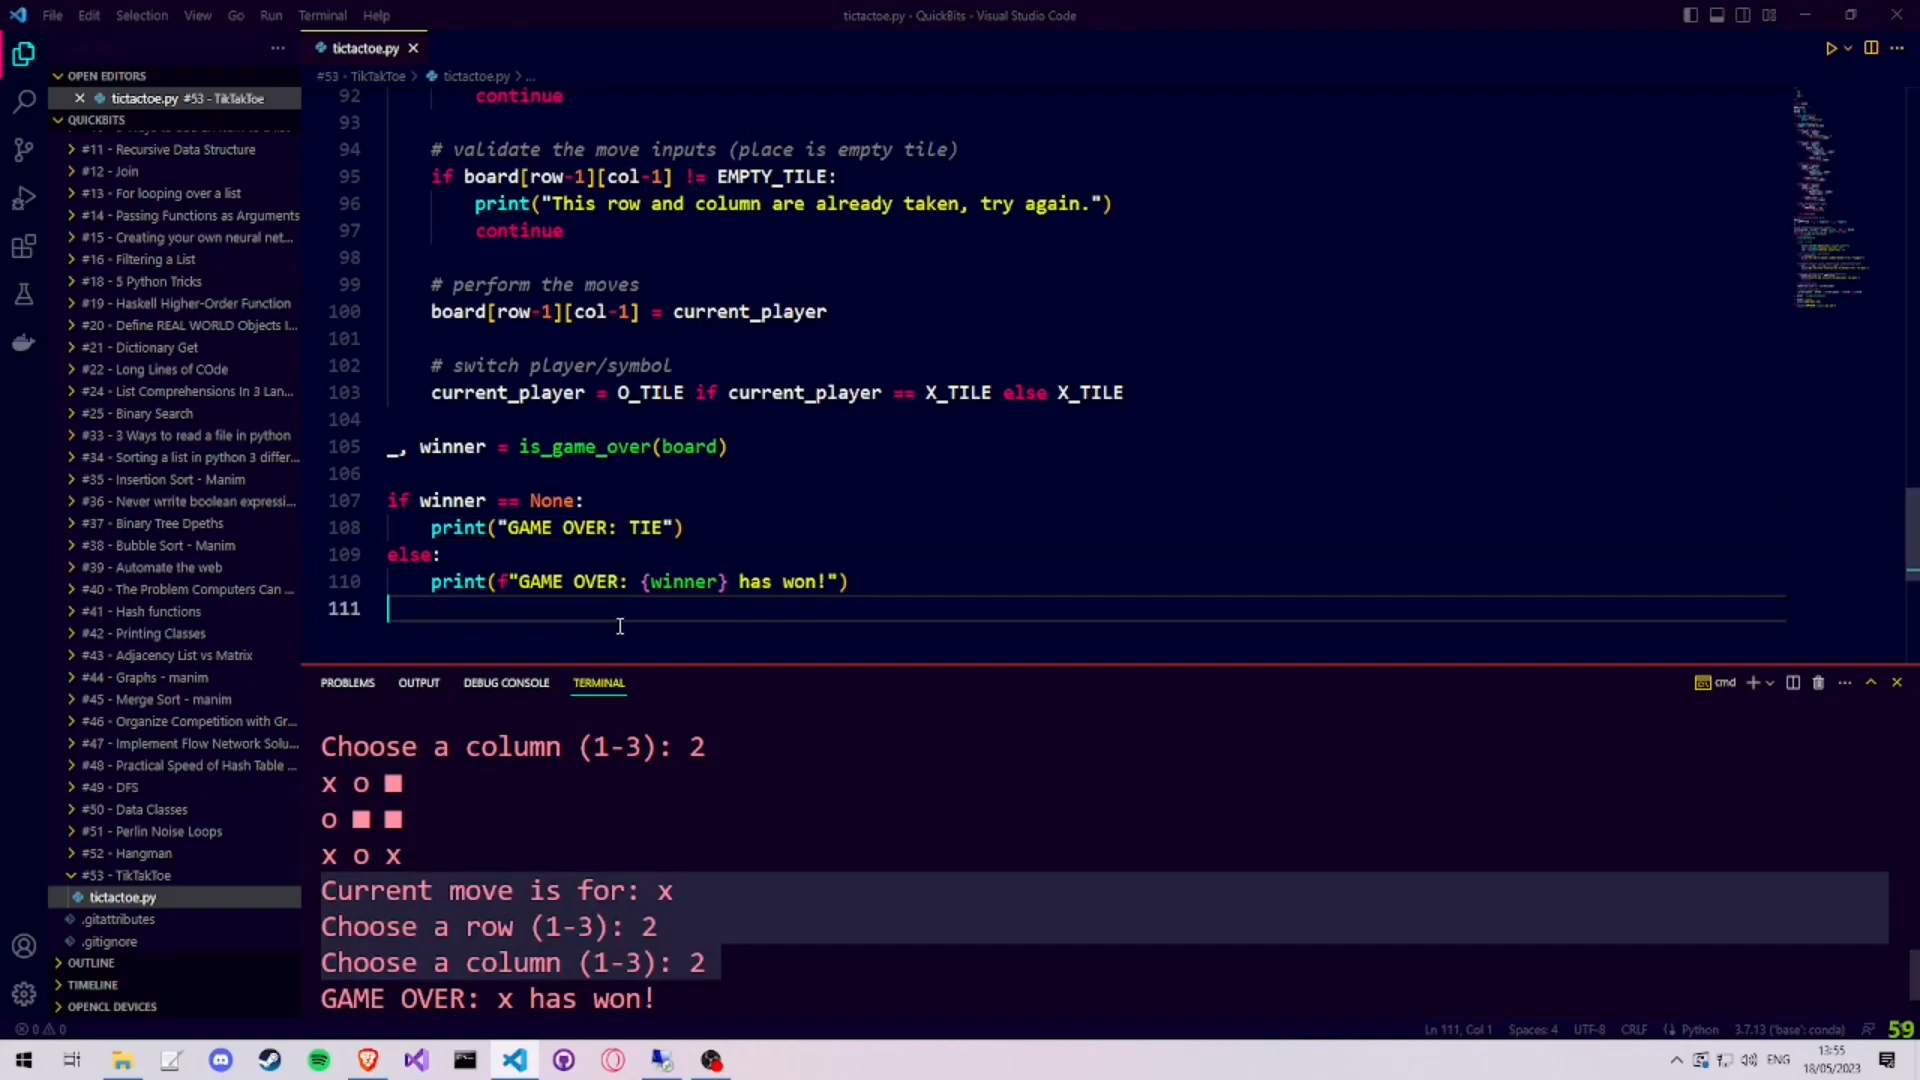 File Edit Selection View Go Run Terminal Help
tictactoe.py - QuickBits - Visual Studio Code
tictactoe.py
OPEN EDITORS
tictactoe.py #53 - TikTakToe
QUICKBITS
#11 - Recursive Data Structure
#12 - Join
#13 - For looping over a list
#14 - Passing Functions as Arguments
#15 - Creating your own neural net...
#16 - Filtering a List
#18 - 5 Python Tricks
#19 - Haskell Higher-Order Function
#20 - Define REAL WORLD Objects I...
#21 - Dictionary Get
#22 - Long Lines of COde
#24 - List Comprehensions In 3 Lan...
#25 - Binary Search
#33 - 3 Ways to read a file in python
#34 - Sorting a list in python 3 differ...
#35 - Insertion Sort - Manim
#36 - Never wrrite boolean expressi...
#37 - Binary Tree Dpeths
#38 - Bubble Sort - Manim
#39 - Automate the web
#40 - The Problem Computers Can ...
#41 - Hash functions
#42 - Printing Classes
#43 - Adjacency List vs Matrix
#44 - Graphs - manim
#45 - Merge Sort - manim
#46 - Organize Competition with Gr...
#47 - Implement Flow Network Solu...
#48 - Practical Speed of Hash Table ...
#49 - DFS
#50 - Data Classes
#51 - Perlin Noise Loops
#52 - Hangman
#53 - TikTakToe
tictactoe.py
.gitattributes
.gitignore
OUTLINE
TIMELINE
OPENCL DEVICES
#53 - TikTakToe > tictactoe.py > ...
92 continue
93
94 # validate the move inputs (place is empty tile)
95 if board[row-1][col-1] != EMPTY_TILE:
96 print("This row and column are already taken, try again.")
97 continue
98
99 # perform the moves
100 board[row-1][col-1] = current_player
101
102 # switch player/symbol
103 current_player = O_TILE if current_player == X_TILE else X_TILE
104
105 _, winner = is_game_over(board)
106
107 if winner == None:
108 print("GAME OVER: TIE")
109 else:
110 print(f"GAME OVER: {winner} has won!")
111
PROBLEMS OUTPUT DEBUG CONSOLE TERMINAL
cmd
Choose a column (1-3): 2
x o ■
o ■ ■
x o x
Current move is for: x
Choose a row (1-3): 2
Choose a column (1-3): 2
GAME OVER: x has won!
0 0 Ln 111, Col 1 Spaces: 4 UTF-8 CRLF Python 3.7.13 ('base': conda)
59
ENG
13:55
18/05/2023